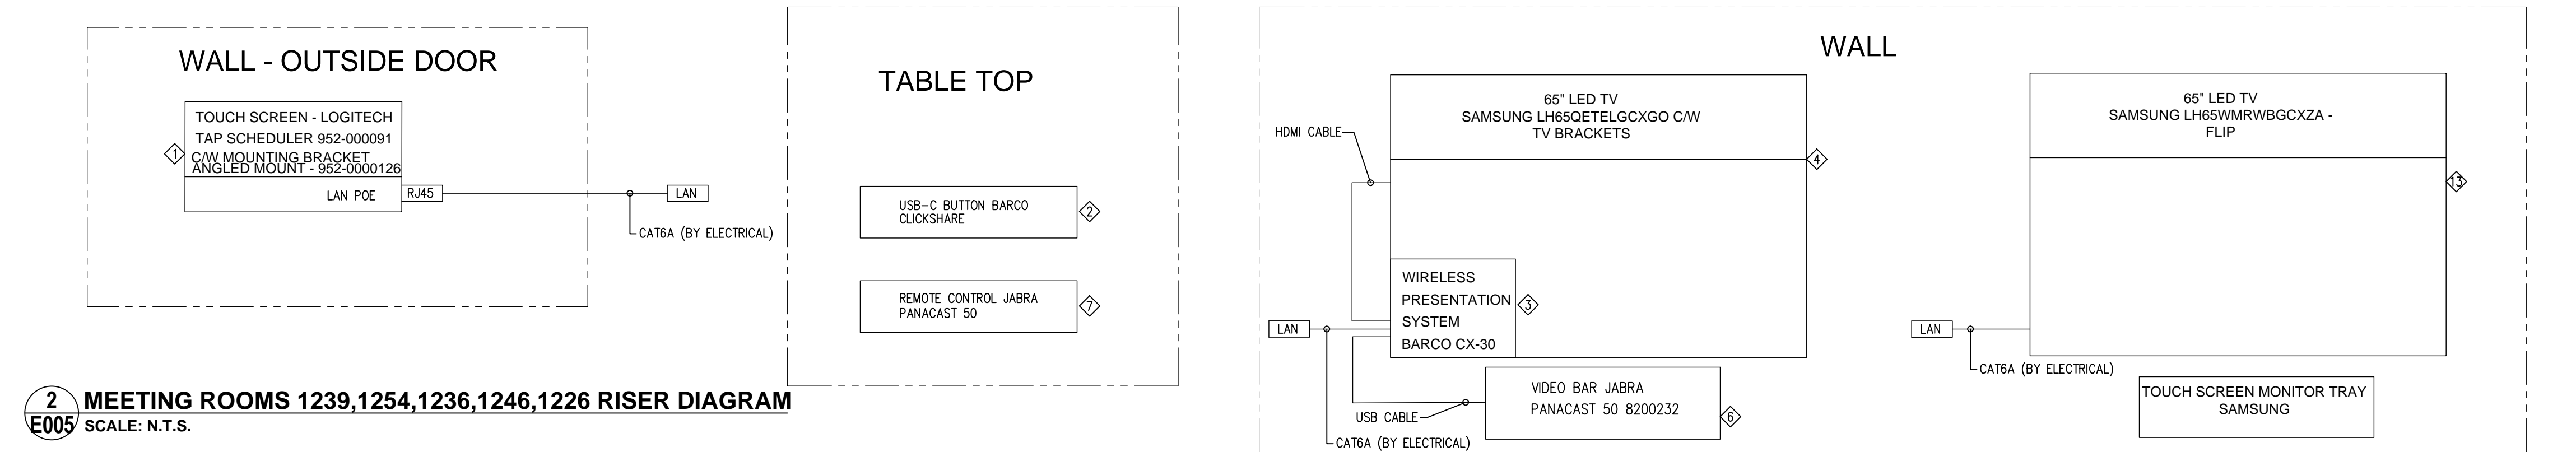 WALL - OUTSIDE DOOR
TOUCH SCREEN - LOGITECH
TAP SCHEDULER 952-000091
C/W MOUNTING BRACKET
ANGLED MOUNT - 952-0000126
1
LAN POE
RJ45
LAN
CAT6A (BY ELECTRICAL)
TABLE TOP
USB-C BUTTON BARCO
CLICKSHARE
2
REMOTE CONTROL JABRA
PANACAST 50
7
WALL
65" LED TV
SAMSUNG LH65QETELGCXGO C/W
TV BRACKETS
HDMI CABLE
4
WIRELESS
PRESENTATION
SYSTEM
BARCO CX-30
3
LAN
VIDEO BAR JABRA
PANACAST 50 8200232
6
USB CABLE
CAT6A (BY ELECTRICAL)
65" LED TV
SAMSUNG LH65WMRWBGCXZA -
FLIP
13
LAN
CAT6A (BY ELECTRICAL)
TOUCH SCREEN MONITOR TRAY
SAMSUNG
2
E005
MEETING ROOMS 1239,1254,1236,1246,1226 RISER DIAGRAM
SCALE: N.T.S.